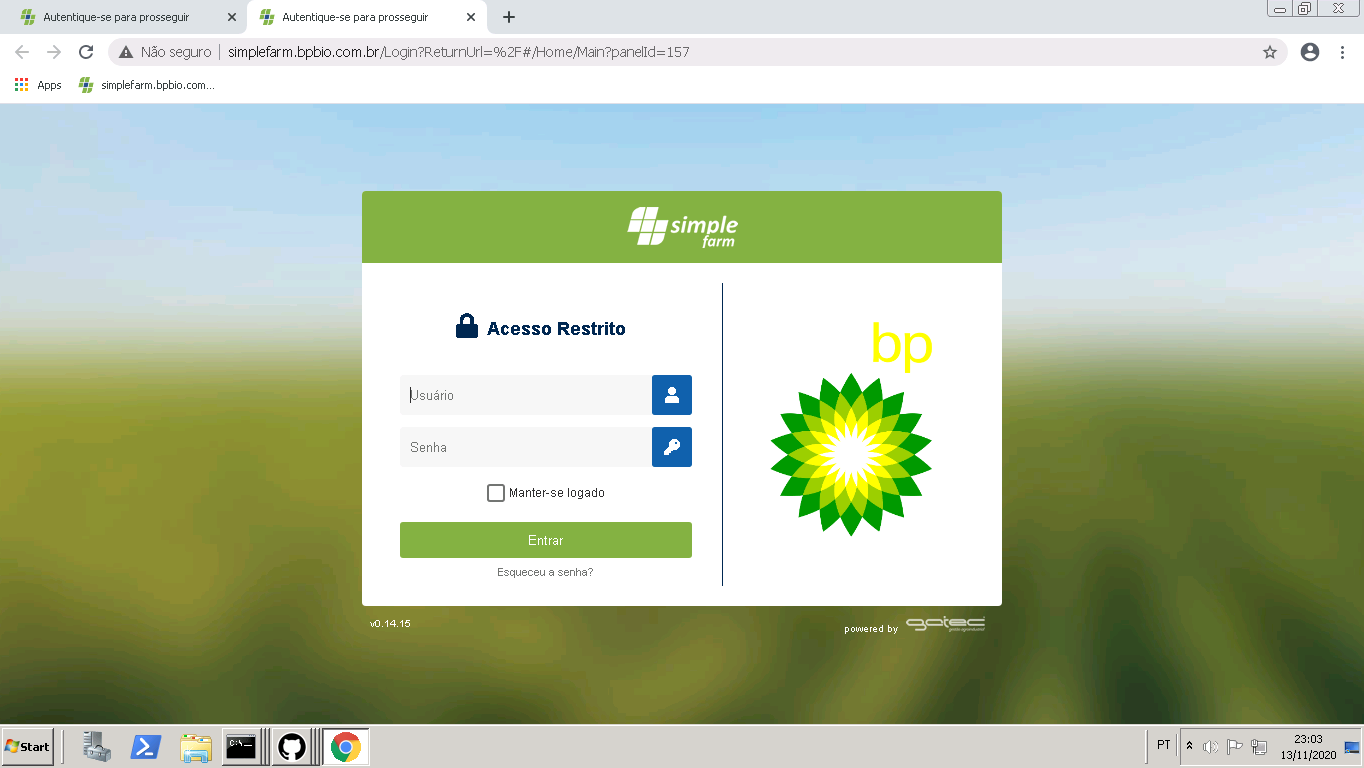 Autentique-se para prosseguir
Autentique-se para prosseguir
Não seguro
simplefarm.bpbio.com.br/Login?ReturnUrl=%2F#/Home/Main?panelId=157
Apps
simplefarm.bpbio.com...
simple
farm
Acesso Restrito
bp
Usuário
Senha
Manter-se logado
Entrar
Esqueceu a senha?
v0.14.15
powered by gatec
Start
C:\_
PT
23:03
13/11/2020